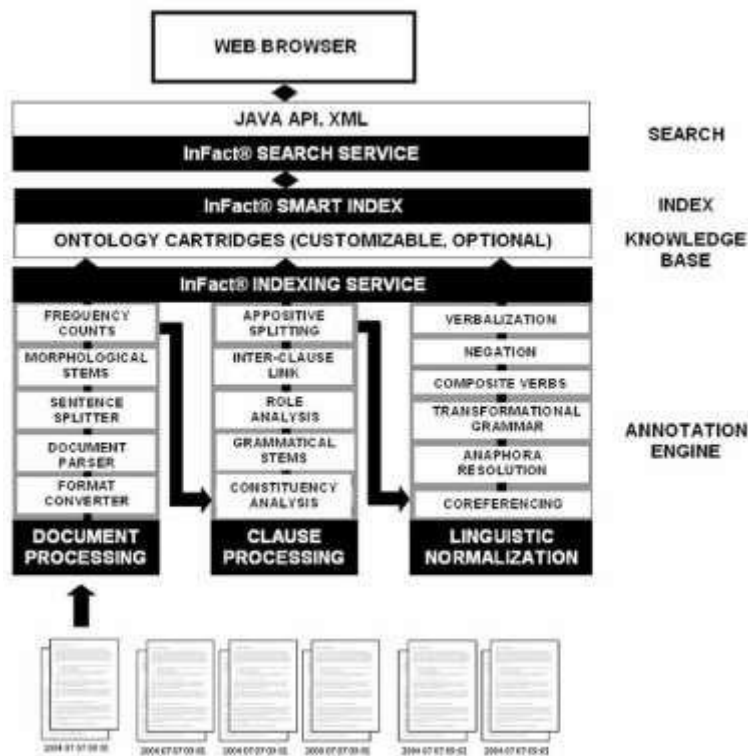 WEB BROWSER
JAVA API, XML
InFact® SEARCH SERVICE
SEARCH
InFact® SMART INDEX
INDEX
ONTOLOGY CARTRIDGES (CUSTOMIZABLE, OPTIONAL)
KNOWLEDGE
BASE
InFact® INDEXING SERVICE
FREQUENCY
COUNTS
MORPHOLOGICAL
STEMS
SENTENCE
SPLITTER
DOCUMENT
PARSER
FORMAT
CONVERTER
DOCUMENT
PROCESSING
APPOSITIVE
SPLITTING
INTER-CLAUSE
LINK
ROLE
ANALYSIS
GRAMMATICAL
STEMS
CONSTITUENCY
ANALYSIS
CLAUSE
PROCESSING
VERBALIZATION
NEGATION
COMPOSITE VERBS
TRANSFORMATIONAL
GRAMMAR
ANAPHORA
RESOLUTION
COREFERENCING
LINGUISTIC
NORMALIZATION
ANNOTATION
ENGINE